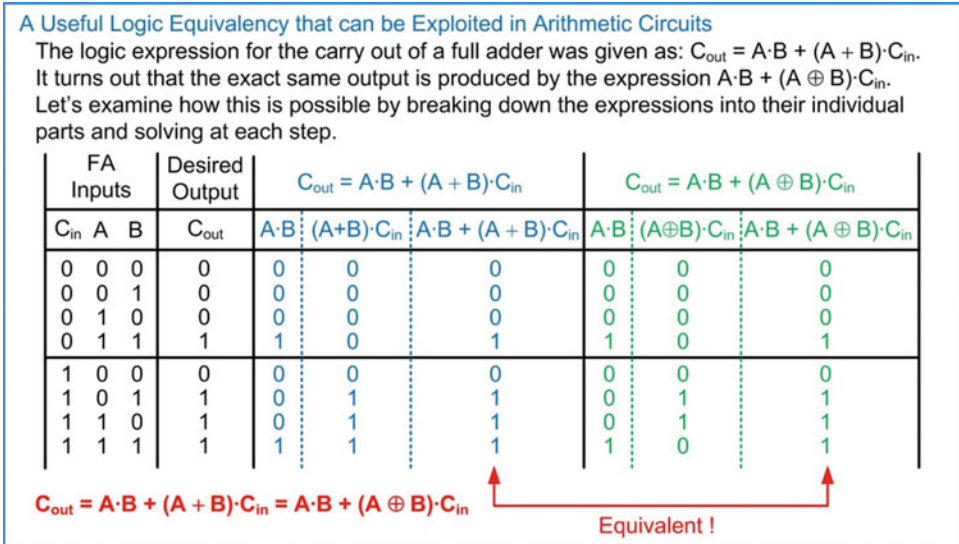 A Useful Logic Equivalency that can be Exploited in Arithmetic Circuits
The logic expression for the carry out of a full adder was given as: Cout = A·B + (A + B)·Cin.
It turns out that the exact same output is produced by the expression A·B + (A ⊕ B)·Cin.
Let's examine how this is possible by breaking down the expressions into their individual
parts and solving at each step.
FA Inputs Desired Output Cout = A·B + (A + B)·Cin Cout = A·B + (A ⊕ B)·Cin
Cin A B Cout A·B (A+B)·Cin A·B + (A + B)·Cin A·B (A⊕B)·Cin A·B + (A ⊕ B)·Cin
0 0 0 0 0 0 0 0 0 0
0 0 1 0 0 0 0 0 0 0
0 1 0 0 0 0 0 0 0 0
0 1 1 1 1 0 1 1 0 1
1 0 0 0 0 0 0 0 0 0
1 0 1 1 0 1 1 0 1 1
1 1 0 1 0 1 1 0 1 1
1 1 1 1 1 1 1 1 0 1
Cout = A·B + (A + B)·Cin = A·B + (A ⊕ B)·Cin
Equivalent !